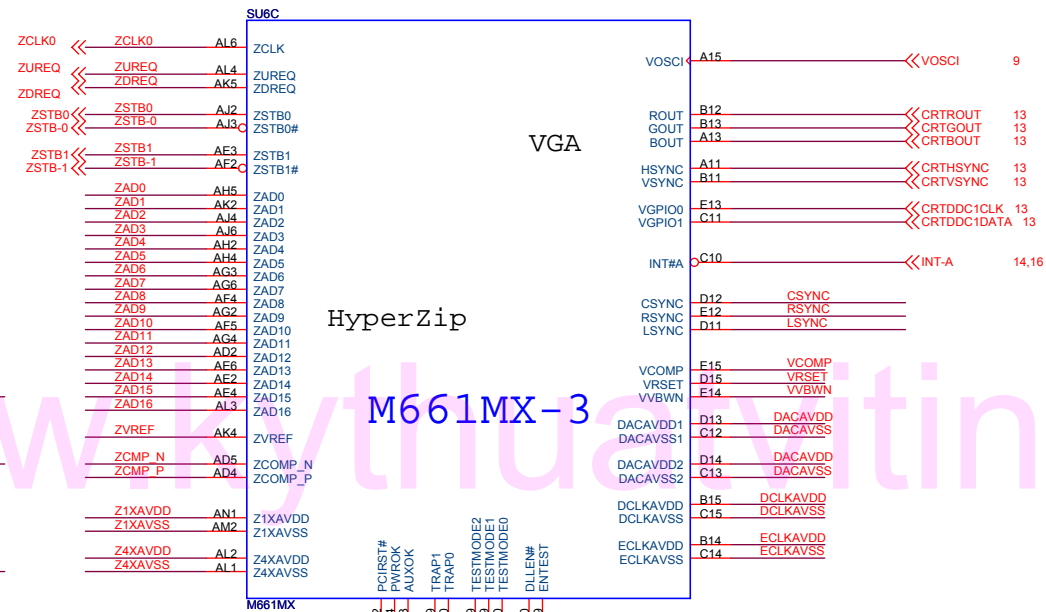 SU6C
ZCLK0 ZCLK0 AL6 ZCLK
ZUREQ ZUREQ AL4 ZUREQ
ZDREQ ZDREQ AK5 ZDREQ
ZSTB0 ZSTB0 AJ2 ZSTB0
ZSTB-0 ZSTB-0 AJ3 ZSTB0#
ZSTB1 ZSTB1 AE3 ZSTB1
ZSTB-1 ZSTB-1 AF2 ZSTB1#
ZAD0 AH5 ZAD0
ZAD1 AK2 ZAD1
ZAD2 AJ4 ZAD2
ZAD3 AJ6 ZAD3
ZAD4 AH2 ZAD4
ZAD5 AH4 ZAD5
ZAD6 AG3 ZAD6
ZAD7 AG6 ZAD7
ZAD8 AF4 ZAD8
ZAD9 AG2 ZAD9
ZAD10 AF5 ZAD10
ZAD11 AG4 ZAD11
ZAD12 AD2 ZAD12
ZAD13 AE6 ZAD13
ZAD14 AE2 ZAD14
ZAD15 AE4 ZAD15
ZAD16 AL3 ZAD16
ZVREF AK4 ZVREF
ZCMP_N AD5 ZCOMP_N
ZCMP_P AD4 ZCOMP_P
Z1XAVDD AN1 Z1XAVDD
Z1XAVSS AM2 Z1XAVSS
Z4XAVDD AL2 Z4XAVDD
Z4XAVSS AL1 Z4XAVSS
M661MX
VGA
HyperZip
M661MX-3
w.kythuatvitin
VOSCI A15 VOSCI 9
ROUT B12 CRTROUT 13
GOUT B13 CRTGOUT 13
BOUT A13 CRTBOUT 13
HSYNC A11 CRTHSYNC 13
VSYNC B11 CRTVSYNC 13
VGPIO0 E13 CRTDDC1CLK 13
VGPIO1 C11 CRTDDC1DATA 13
INT#A C10 INT-A 14,16
CSYNC D12 CSYNC
RSYNC E12 RSYNC
LSYNC D11 LSYNC
VCOMP E15 VCOMP
VRSET D15 VRSET
VVBWN E14 VVBWN
DACAVDD1 D13 DACAVDD
DACAVSS1 C12 DACAVSS
DACAVDD2 D14 DACAVDD
DACAVSS2 C13 DACAVSS
DCLKAVDD B15 DCLKAVDD
DCLKAVSS C15 DCLKAVSS
ECLKAVDD B14 ECLKAVDD
ECLKAVSS C14 ECLKAVSS
PCIRST#
PWROK
AUXOK
TRAP1
TRAP0
TESTMODE2
TESTMODE1
TESTMODE0
DLLEN#
ENTEST